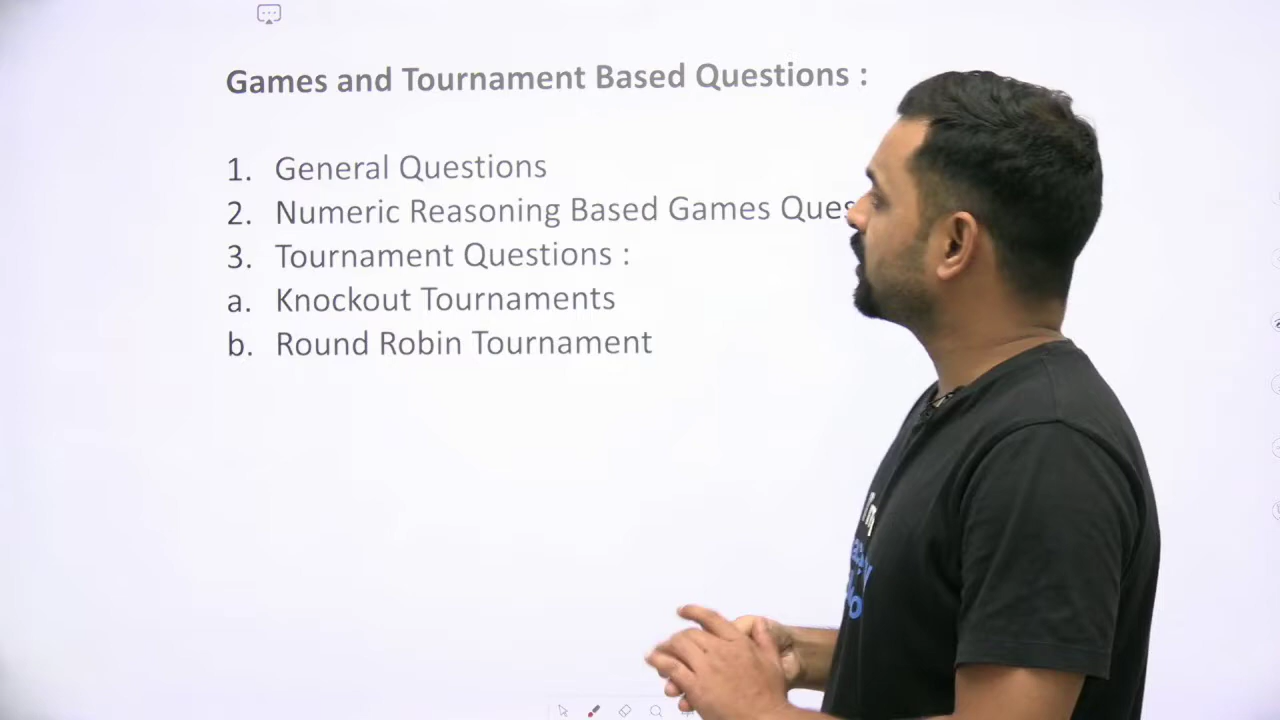 Games and Tournament Based Questions :
1. General Questions
2. Numeric Reasoning Based Games Ques
3. Tournament Questions :
a. Knockout Tournaments
b. Round Robin Tournament